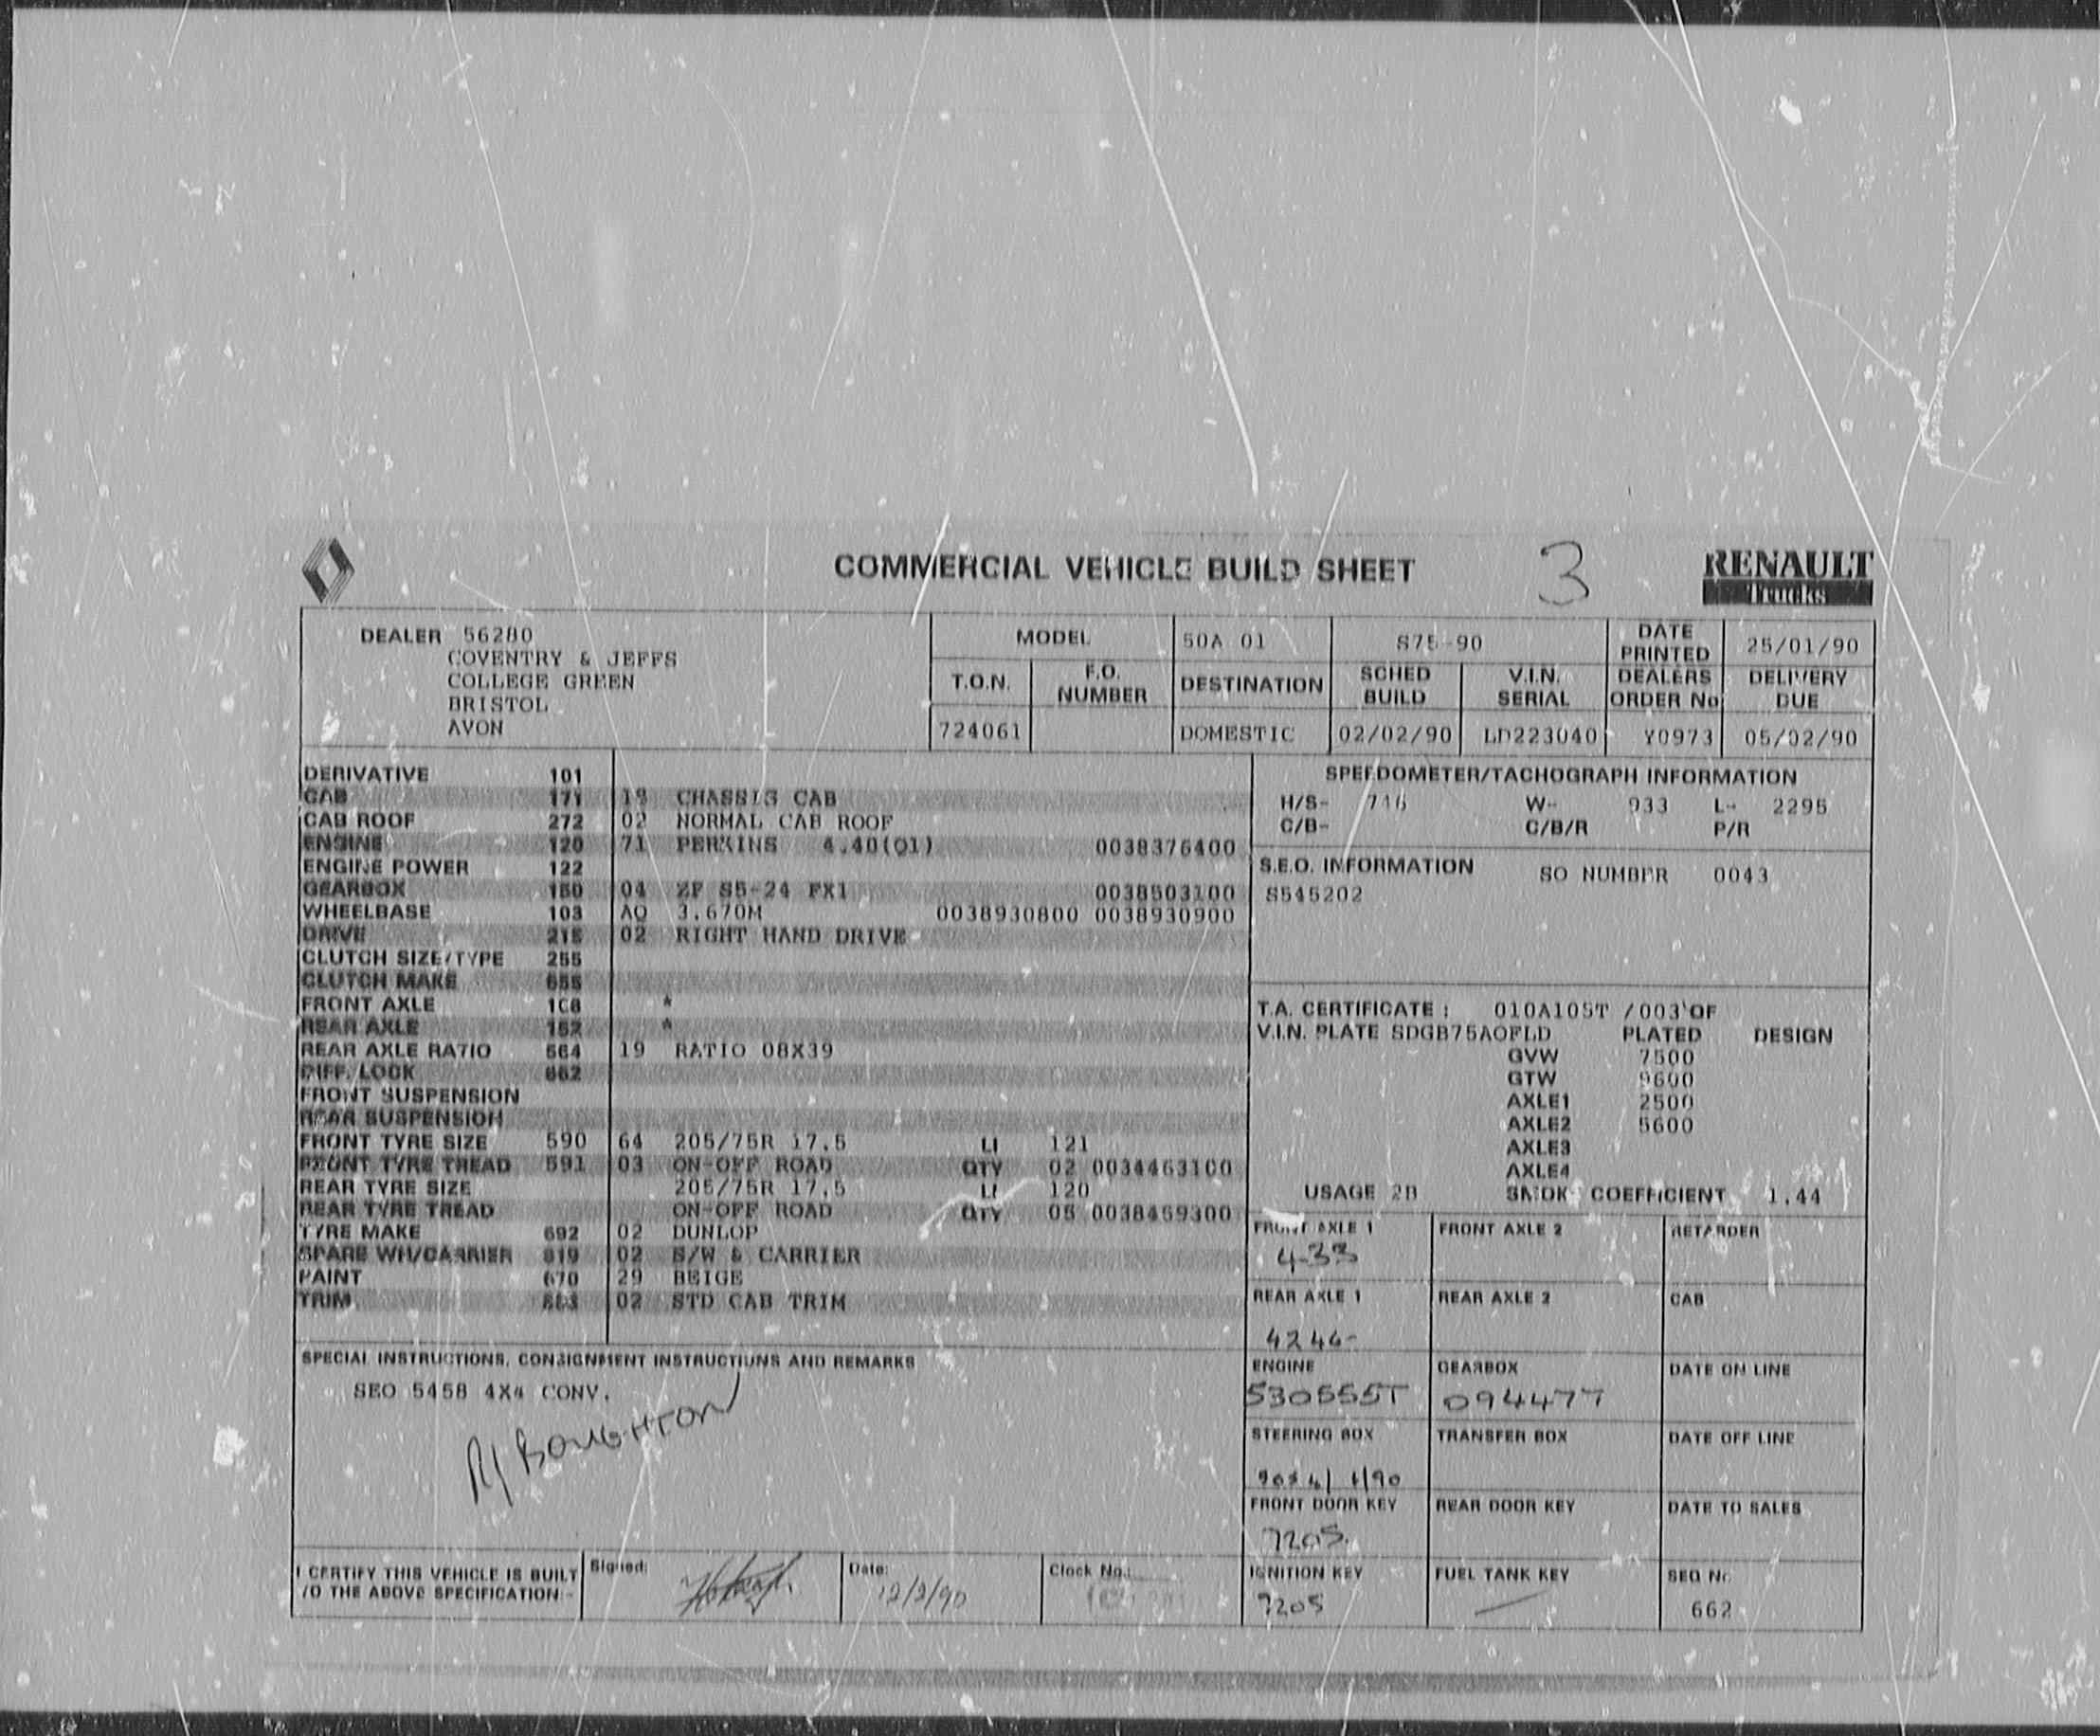 COMMERCIAL VEHICLE BUILD SHEET 3 RENAULT
Trucks
DEALER 56280
COVENTRY & JEFFS
COLLEGE GREEN
BRISTOL
AVON
MODEL 50A 01 S75-90 DATE PRINTED 25/01/90
T.O.N. F.O. NUMBER DESTINATION SCHED BUILD V.I.N. SERIAL DEALERS ORDER No DELIVERY DUE
724061 DOMESTIC 02/02/90 LD223040 Y0973 05/02/90
DERIVATIVE 101
CAB 171 19 CHASSIS CAB
CAB ROOF 272 02 NORMAL CAB ROOF
ENGINE 120 71 PERKINS 4.40(Q1) 0038376400
ENGINE POWER 122
GEARBOX 150 04 ZF S5-24 FX1 0038503100
WHEELBASE 103 AQ 3.670M 0038930800 0038930900
DRIVE 215 02 RIGHT HAND DRIVE
CLUTCH SIZE/TYPE 255
CLUTCH MAKE 655
FRONT AXLE 108 *
REAR AXLE 152 *
REAR AXLE RATIO 564 19 RATIO 08X39
DIFF. LOCK 662
FRONT SUSPENSION
REAR SUSPENSION
FRONT TYRE SIZE 590 64 205/75R 17.5 LI 121
FRONT TYRE TREAD 591 03 ON-OFF ROAD QTY 02 0034463100
REAR TYRE SIZE 205/75R 17.5 LI 120
REAR TYRE TREAD ON-OFF ROAD QTY 05 0038459300
TYRE MAKE 692 02 DUNLOP
SPARE WH/CARRIER 619 02 S/W & CARRIER
PAINT 670 29 BEIGE
TRIM 02 STD CAB TRIM
SPEEDOMETER/TACHOGRAPH INFORMATION
H/S- 716 W- 933 L- 2295
C/B- C/B/R P/R
S.E.O. INFORMATION SO NUMBER 0043
S545202
T.A. CERTIFICATE : 010A105T /003 OF
V.I.N. PLATE SDGB75AOFLD PLATED DESIGN
GVW 7500
GTW 9600
AXLE1 2500
AXLE2 5600
AXLE3
AXLE4
USAGE 2B SMOKE COEFFICIENT 1.44
FRONT AXLE 1 FRONT AXLE 2 RETARDER
433
REAR AXLE 1 REAR AXLE 2 CAB
4246
ENGINE GEARBOX DATE ON LINE
530555T 094477
STEERING BOX TRANSFER BOX DATE OFF LINE
FRONT DOOR KEY REAR DOOR KEY DATE TO SALES
7205
IGNITION KEY FUEL TANK KEY SEQ No
7205 662
SPECIAL INSTRUCTIONS, CONSIGNMENT INSTRUCTIONS AND REMARKS
SEO 5458 4X4 CONV.
BOUGHTON
I CERTIFY THIS VEHICLE IS BUILT
TO THE ABOVE SPECIFICATION:-
Signed: Date: 12/2/90 Clock No.: